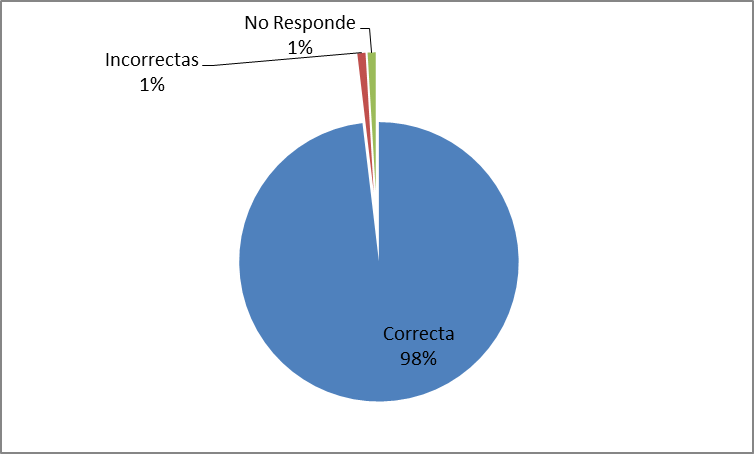 No Responde
1%
Incorrectas
1%
Correcta
98%